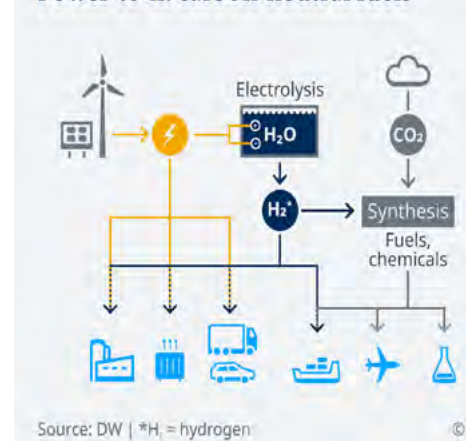 Electrolysis
H₂O
CO₂
H₂*
Synthesis
Fuels,
chemicals
Source: DW | *H₂ = hydrogen
©